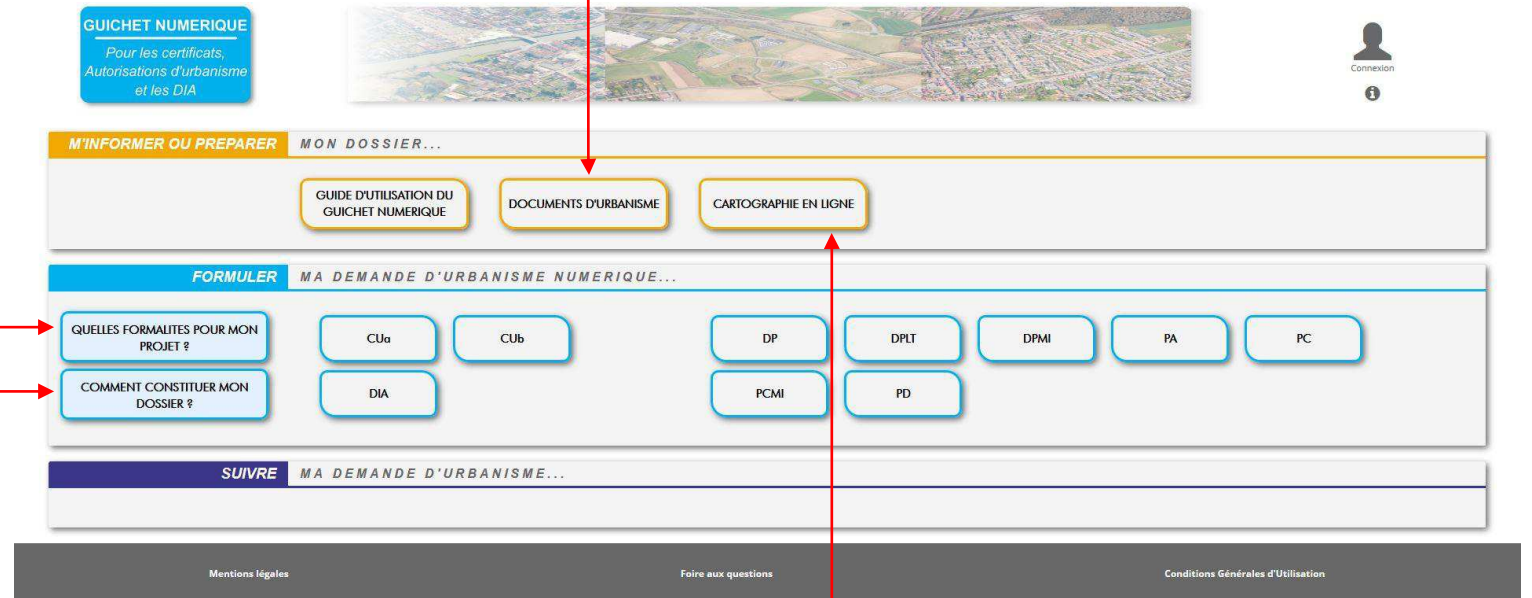 GUICHET NUMERIQUE
Pour les certificats,
Autorisations d'urbanisme
et les DIA
Connexion
M'INFORMER OU PREPARER MON DOSSIER...
GUIDE D'UTILISATION DU
GUICHET NUMERIQUE
DOCUMENTS D'URBANISME
CARTOGRAPHIE EN LIGNE
FORMULER MA DEMANDE D'URBANISME NUMERIQUE...
QUELLES FORMALITES POUR MON
PROJET ?
CUa CUb DP DPLT DPMI PA PC
COMMENT CONSTITUER MON
DOSSIER ?
DIA PCMI PD
SUIVRE MA DEMANDE D'URBANISME...
Mentions légales Foire aux questions Conditions Générales d'Utilisation